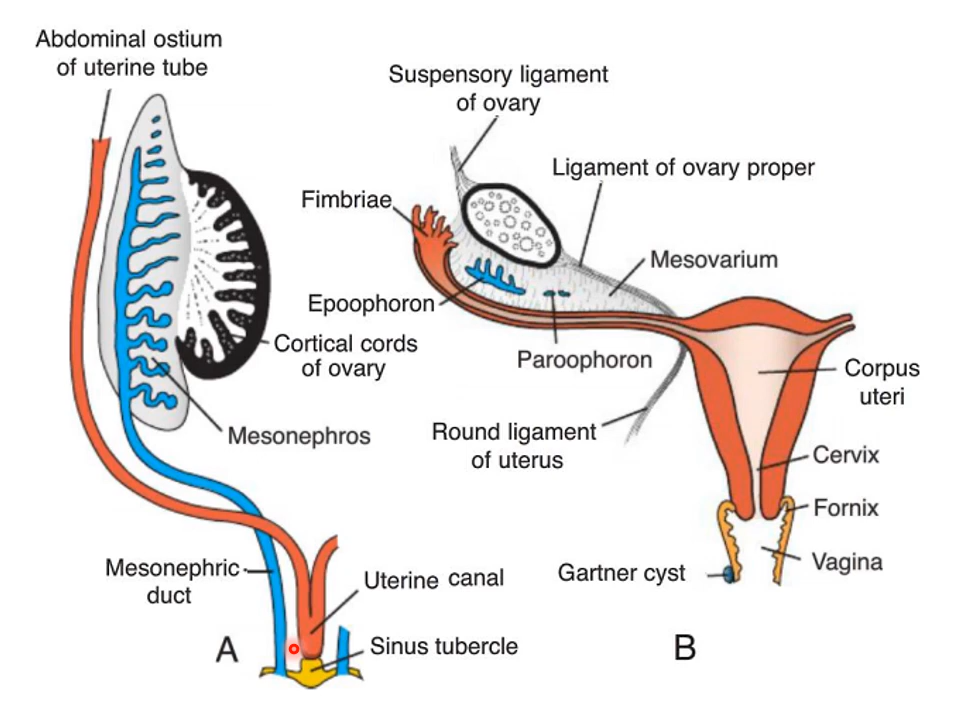 Abdominal ostium
of uterine tube
Suspensory ligament
of ovary
Ligament of ovary proper
Fimbriae
Mesovarium
Epoophoron
Cortical cords
of ovary
Paroophoron
Corpus
uteri
Mesonephros
Round ligament
of uterus
Cervix
Fornix
Vagina
Mesonephric
duct
Uterine canal
Gartner cyst
Sinus tubercle
A
B